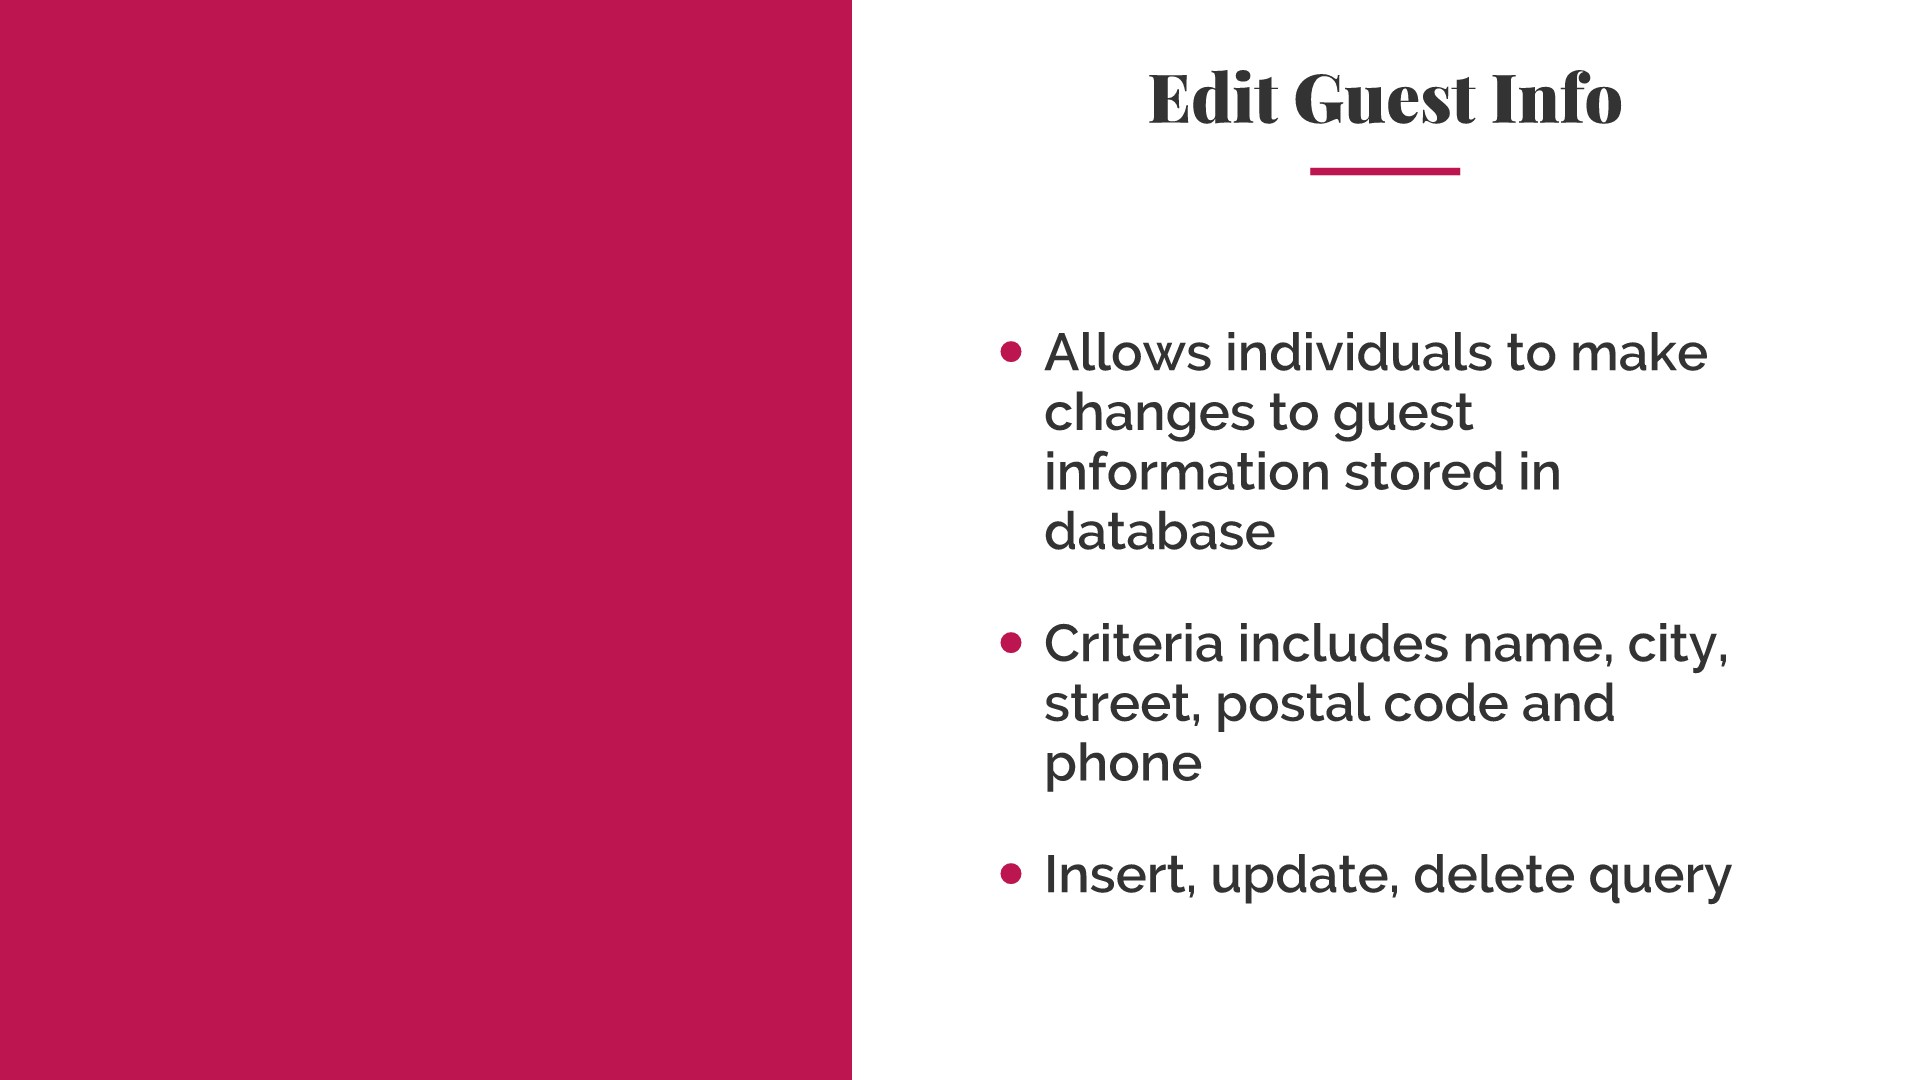 Edit Guest Info
Allows individuals to make
changes to guest
information stored in
database
Criteria includes name, city,
street, postal code and
phone
Insert, update, delete query